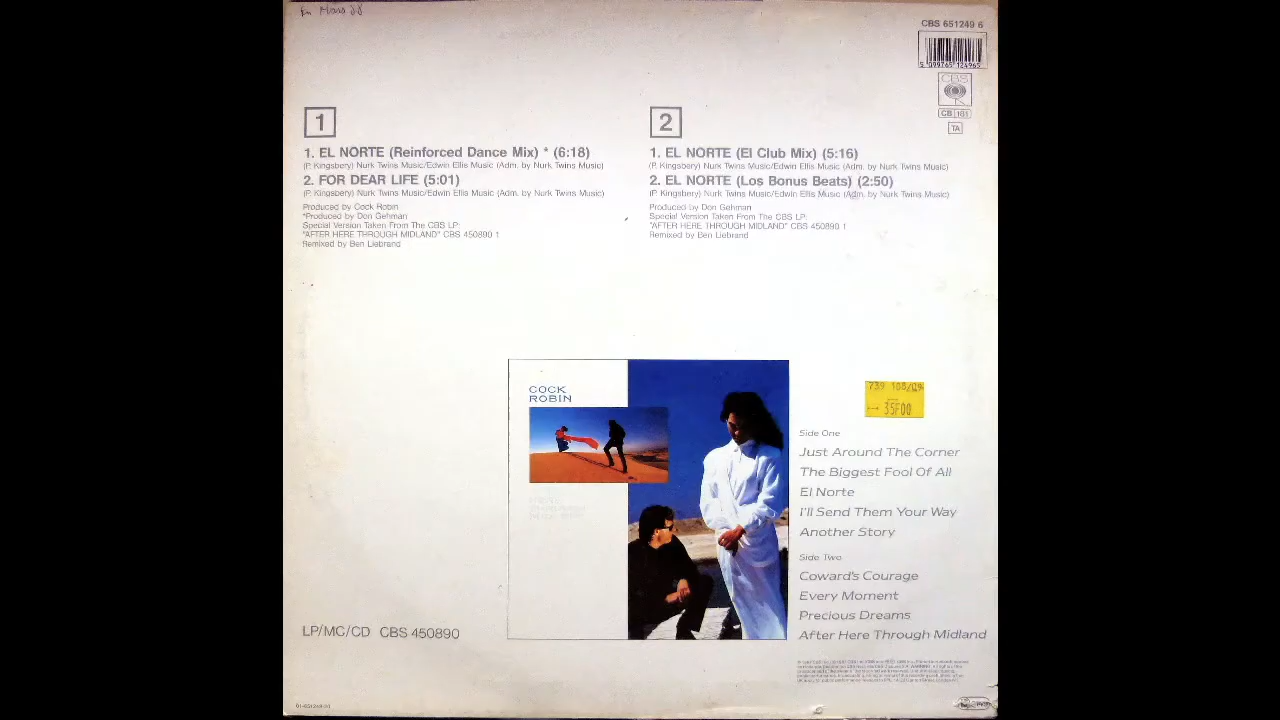 CBS 651249 6
5 099765 124965
CBS
CB 181
TA
1
1. EL NORTE (Reinforced Dance Mix) * (6:18)
(P. Kingsbery) Nurk Twins Music/Edwin Ellis Music (Adm. by Nurk Twins Music)
2. FOR DEAR LIFE (5:01)
(P. Kingsbery) Nurk Twins Music/Edwin Ellis Music (Adm. by Nurk Twins Music)
Produced by Cock Robin
*Produced by Don Gehman
Special Version Taken From The CBS LP:
"AFTER HERE THROUGH MIDLAND" CBS 450890 1
Remixed by Ben Liebrand
2
1. EL NORTE (El Club Mix) (5:16)
(P. Kingsbery) Nurk Twins Music/Edwin Ellis Music (Adm. by Nurk Twins Music)
2. EL NORTE (Los Bonus Beats) (2:50)
(P. Kingsbery) Nurk Twins Music/Edwin Ellis Music (Adm. by Nurk Twins Music)
Produced by Don Gehman
Special Version Taken From The CBS LP:
"AFTER HERE THROUGH MIDLAND" CBS 450890 1
Remixed by Ben Liebrand
COCK
ROBIN
35F00
Side One
Just Around The Corner
The Biggest Fool Of All
El Norte
I'll Send Them Your Way
Another Story
Side Two
Coward's Courage
Every Moment
Precious Dreams
After Here Through Midland
LP/MC/CD CBS 450890